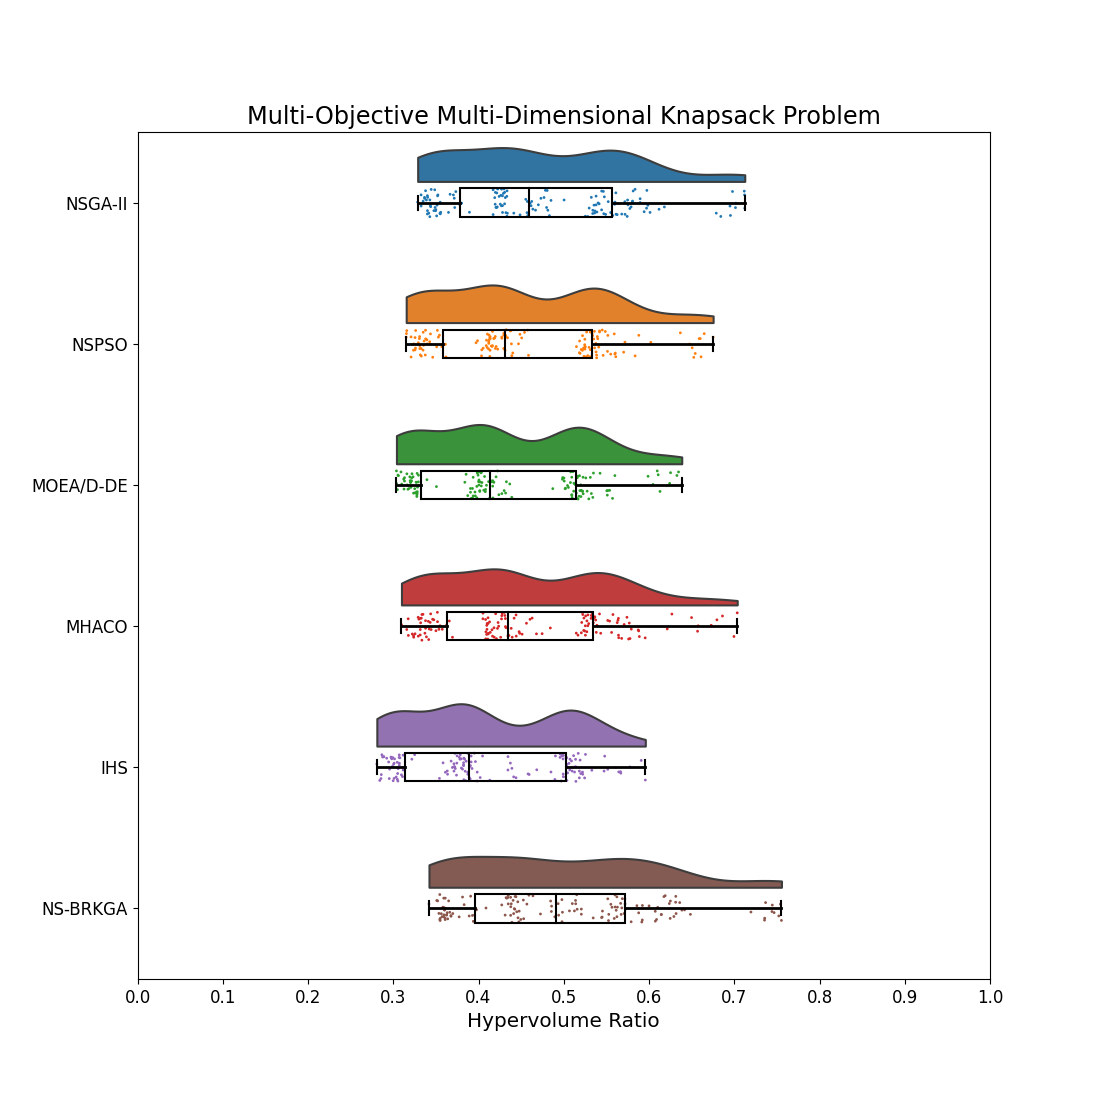 Multi-Objective Multi-Dimensional Knapsack Problem
NSGA-II
NSPSO
MOEA/D-DE
MHACO
IHS
NS-BRKGA
0.0 0.1 0.2 0.3 0.4 0.5 0.6 0.7 0.8 0.9 1.0
Hypervolume Ratio